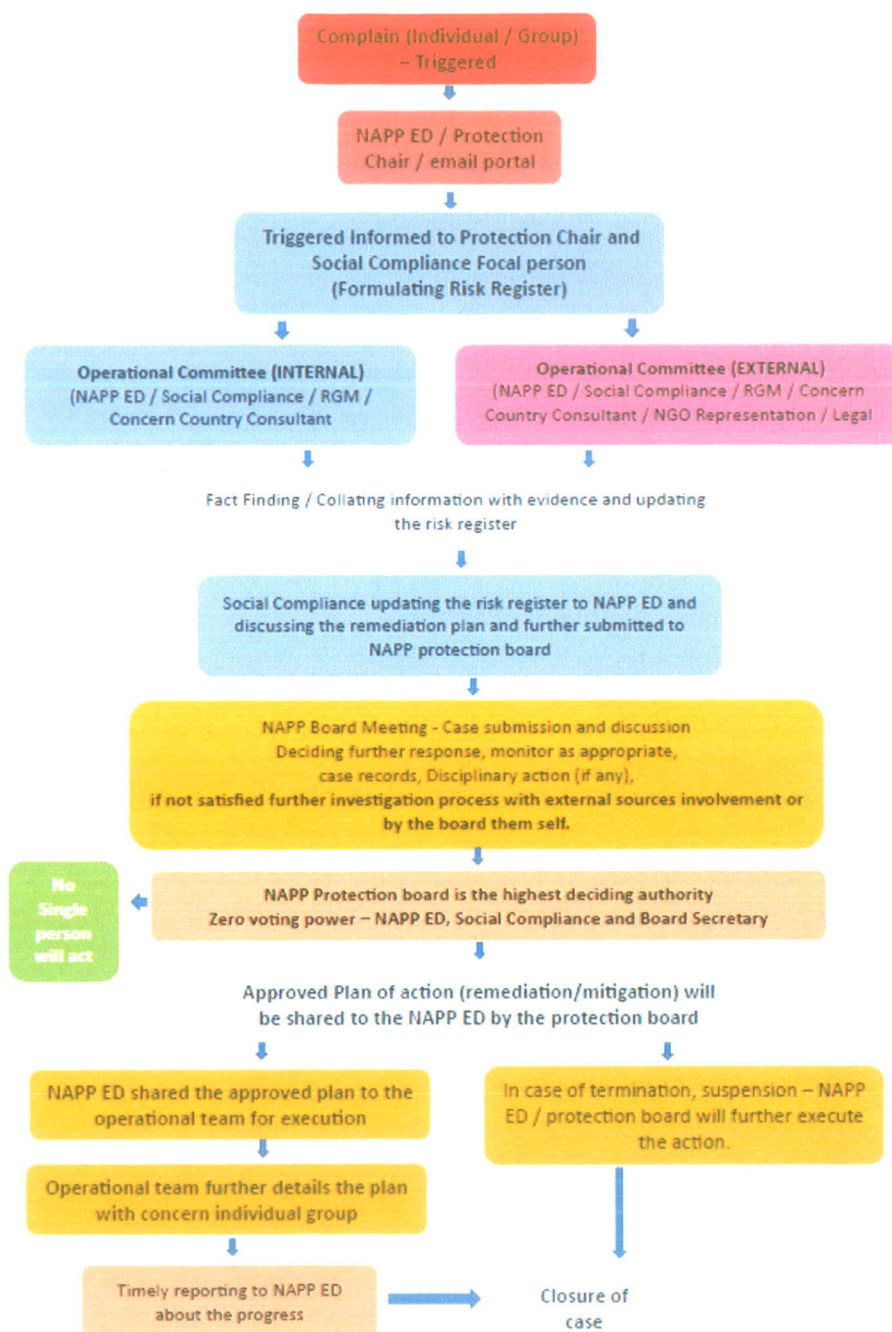 Complain (Individual / Group)
– Triggered
NAPP ED / Protection
Chair / email portal
Triggered Informed to Protection Chair and
Social Compliance Focal person
(Formulating Risk Register)
Operational Committee (INTERNAL)
(NAPP ED / Social Compliance / RGM /
Concern Country Consultant
Operational Committee (EXTERNAL)
(NAPP ED / Social Compliance / RGM / Concern
Country Consultant / NGO Representation / Legal
Fact Finding / Collating information with evidence and updating
the risk register
Social Compliance updating the risk register to NAPP ED and
discussing the remediation plan and further submitted to
NAPP protection board
NAPP Board Meeting - Case submission and discussion
Deciding further response, monitor as appropriate,
case records, Disciplinary action (if any),
if not satisfied further investigation process with external sources involvement or
by the board them self.
No
Single
person
will act
NAPP Protection board is the highest deciding authority
Zero voting power – NAPP ED, Social Compliance and Board Secretary
Approved Plan of action (remediation/mitigation) will
be shared to the NAPP ED by the protection board
NAPP ED shared the approved plan to the
operational team for execution
In case of termination, suspension – NAPP
ED / protection board will further execute
the action.
Operational team further details the plan
with concern individual group
Timely reporting to NAPP ED
about the progress
Closure of
case